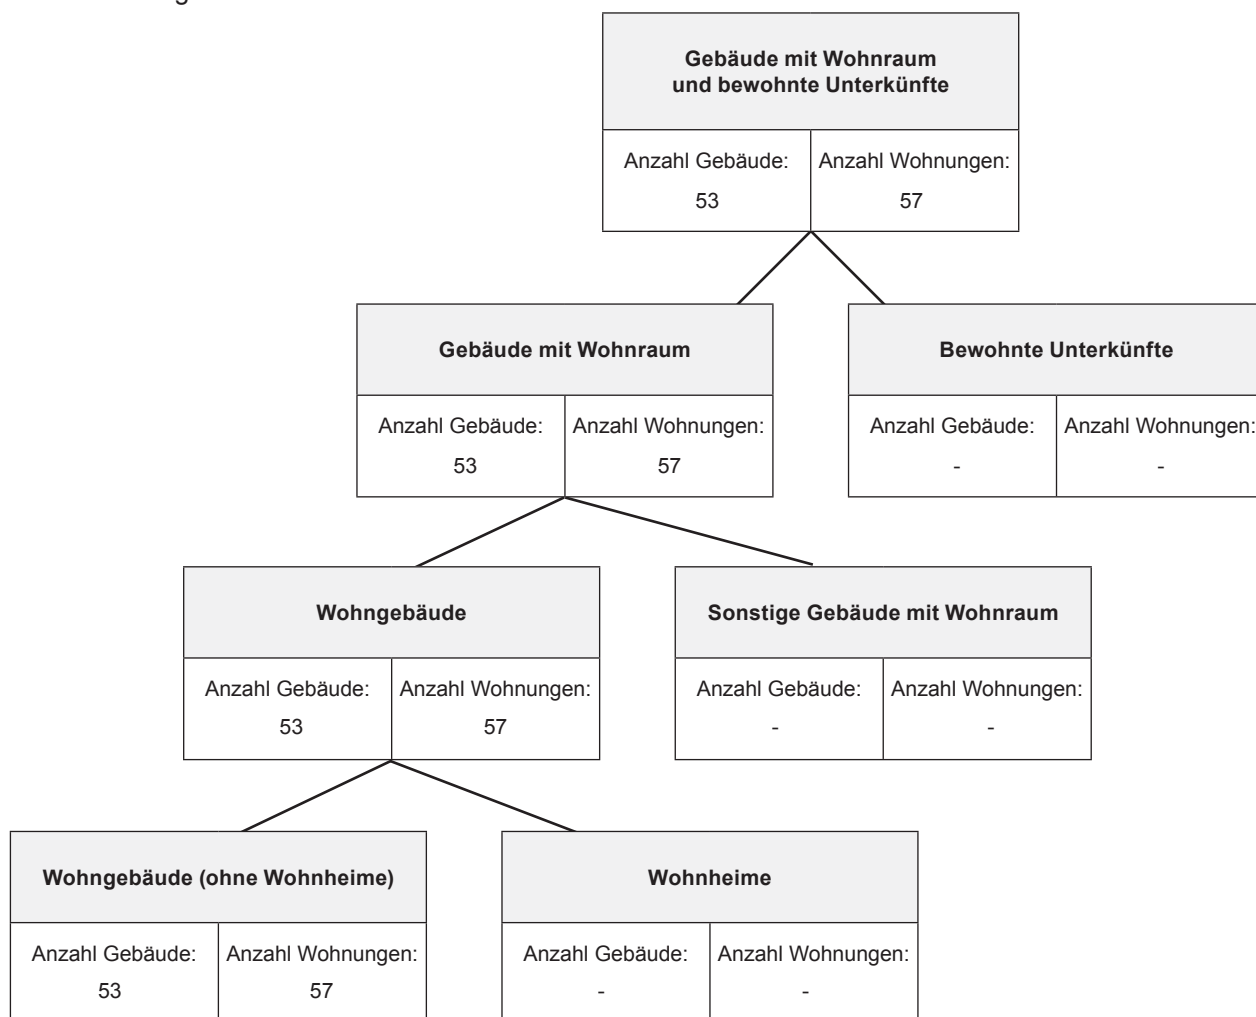 Gebäude mit Wohnraum
und bewohnte Unterkünfte
Anzahl Gebäude: Anzahl Wohnungen:
53 57
Gebäude mit Wohnraum
Bewohnte Unterkünfte
Anzahl Gebäude: Anzahl Wohnungen:
53 57
Anzahl Gebäude: Anzahl Wohnungen:
- -
Wohngebäude
Sonstige Gebäude mit Wohnraum
Anzahl Gebäude: Anzahl Wohnungen:
53 57
Anzahl Gebäude: Anzahl Wohnungen:
- -
Wohngebäude (ohne Wohnheime)
Wohnheime
Anzahl Gebäude: Anzahl Wohnungen:
53 57
Anzahl Gebäude: Anzahl Wohnungen:
- -